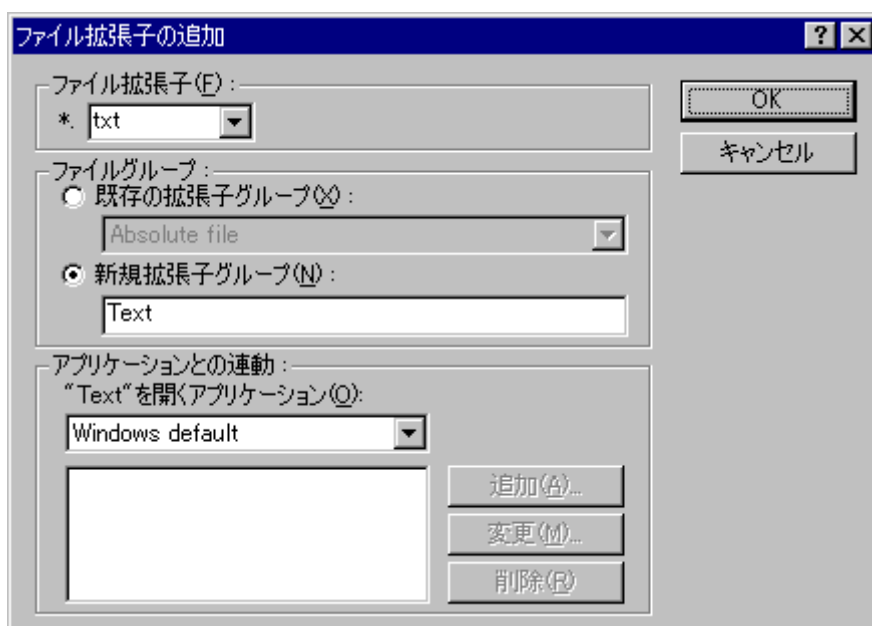 ファイル拡張子の追加
ファイル拡張子(F) :
*. txt
OK
キャンセル
ファイルグループ :
既存の拡張子グループ(X) :
Absolute file
新規拡張子グループ(N) :
Text
アプリケーションとの連動 :
"Text"を開くアプリケーション(O):
Windows default
追加(A)...
変更(M)...
削除(R)